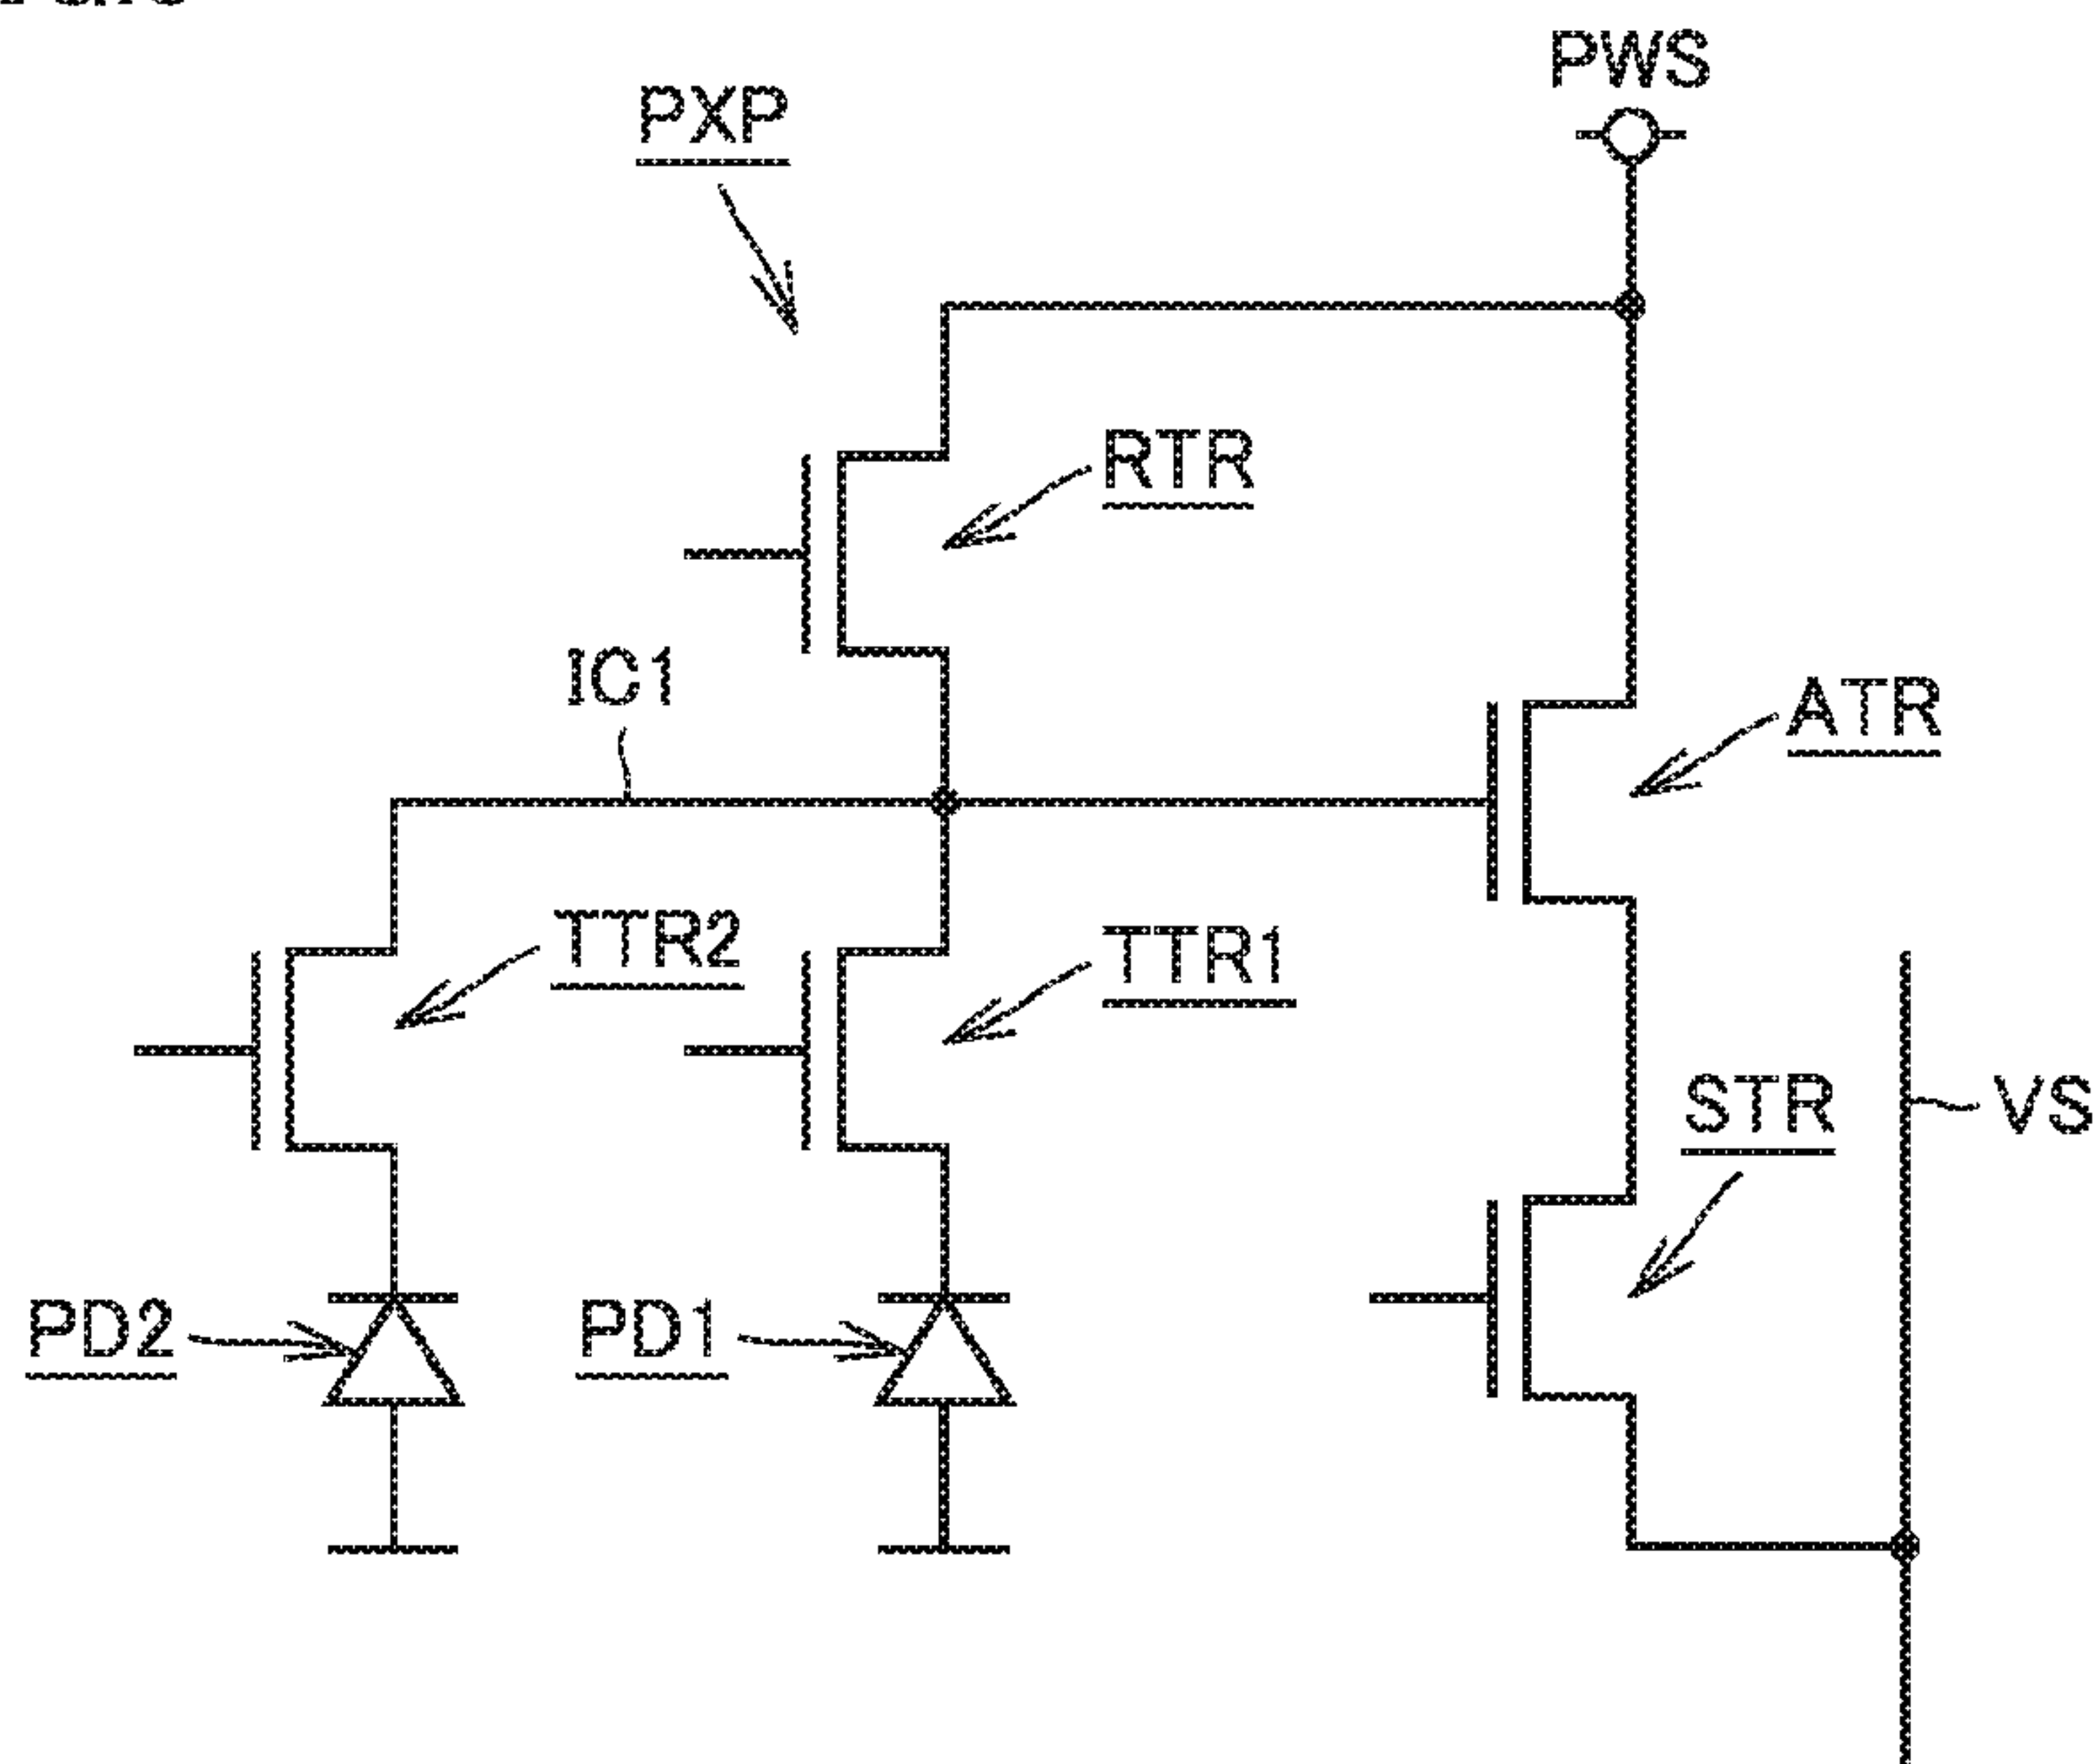 PWS
PXP
RTR
IC1
ATR
TTR2
TTR1
STR
VS
PD2
PD1